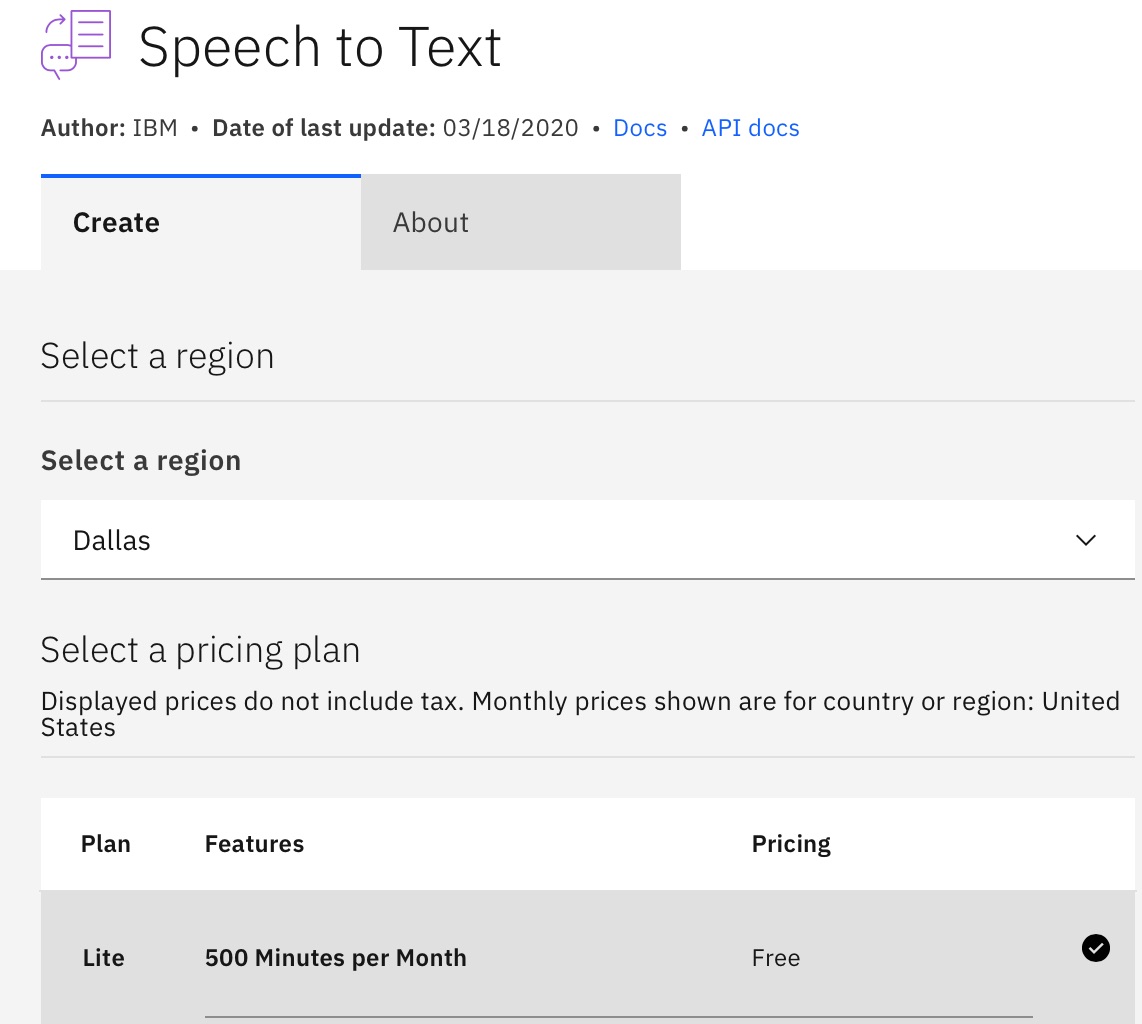 Speech to Text
Author: IBM • Date of last update: 03/18/2020 • Docs • API docs
Create About
Select a region
Select a region
Dallas
Select a pricing plan
Displayed prices do not include tax. Monthly prices shown are for country or region: United
States
Plan Features Pricing
Lite 500 Minutes per Month Free